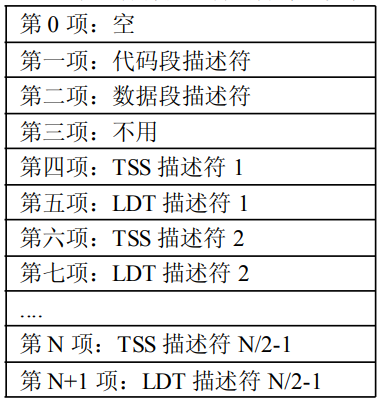 第 0 项：空
第一项：代码段描述符
第二项：数据段描述符
第三项：不用
第四项：TSS 描述符 1
第五项：LDT 描述符 1
第六项：TSS 描述符 2
第七项：LDT 描述符 2
....
第 N 项：TSS 描述符 N/2-1
第 N+1 项：LDT 描述符 N/2-1